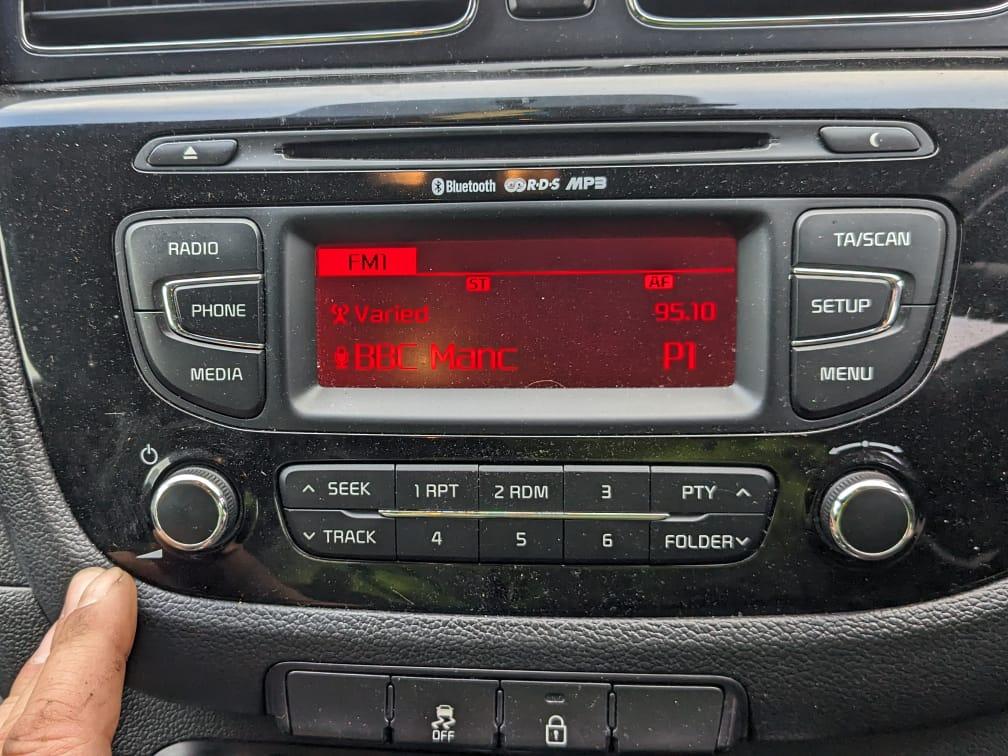 Bluetooth R·D·S MP3
RADIO
PHONE
MEDIA
FM1
ST AF
Varied 95.10
BBC Manc P1
TA/SCAN
SETUP
MENU
SEEK 1 RPT 2 RDM 3 PTY
TRACK 4 5 6 FOLDER
OFF